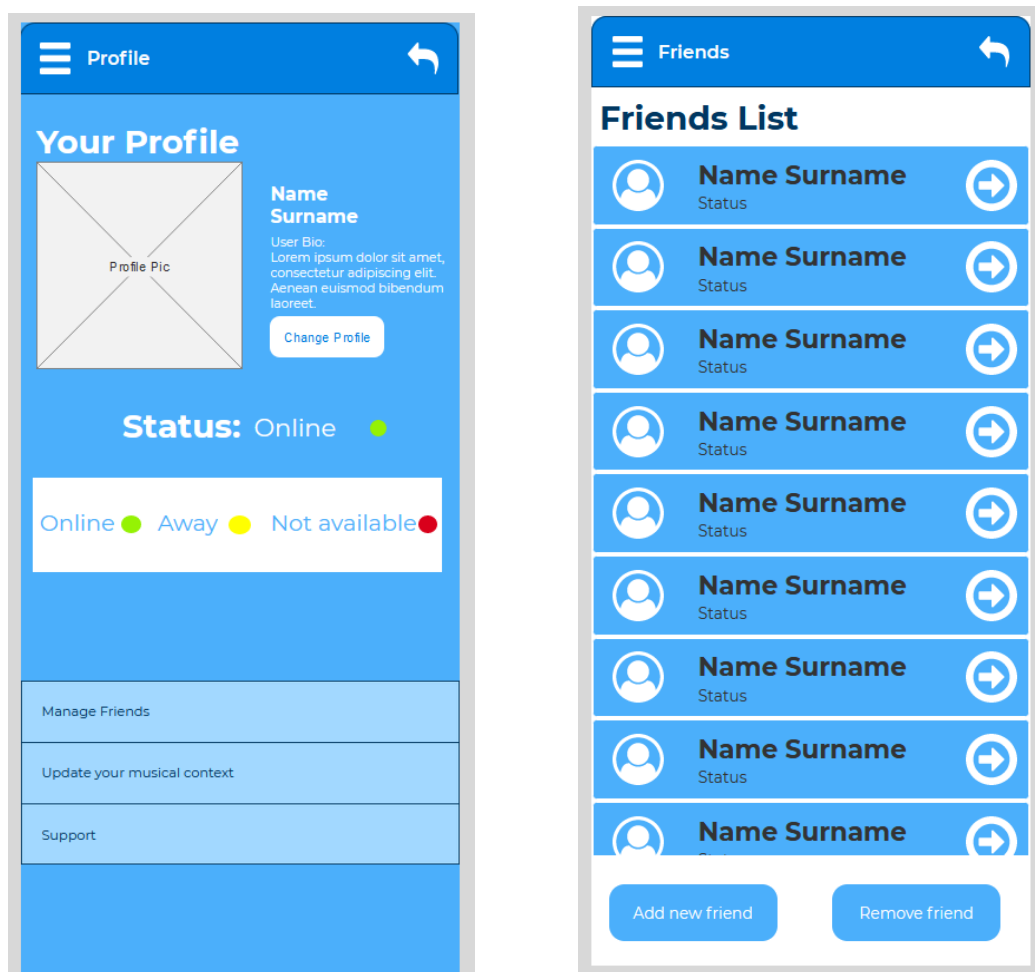 Profile
Your Profile
Profile Pic
Name
Surname
User Bio:
Lorem ipsum dolor sit amet,
consectetur adipiscing elit.
Aenean euismod bibendum
laoreet.
Change Profile
Status: Online
Online Away Not available
Manage Friends
Update your musical context
Support
Friends
Friends List
Name Surname
Status
Name Surname
Status
Name Surname
Status
Name Surname
Status
Name Surname
Status
Name Surname
Status
Name Surname
Status
Name Surname
Status
Name Surname
Add new friend Remove friend